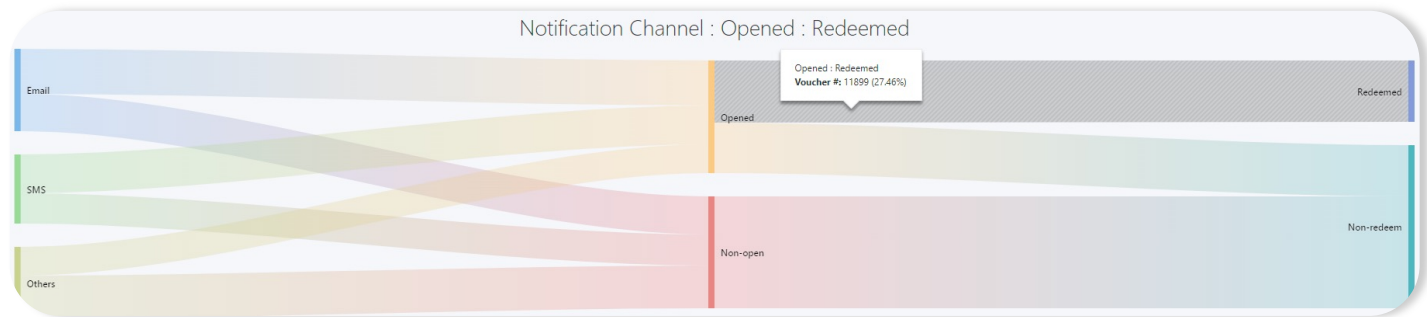 Notification Channel : Opened : Redeemed
Opened : Redeemed
Voucher #: 11899 (27.46%)
Email
Redeemed
Opened
SMS
Non-redeem
Non-open
Others